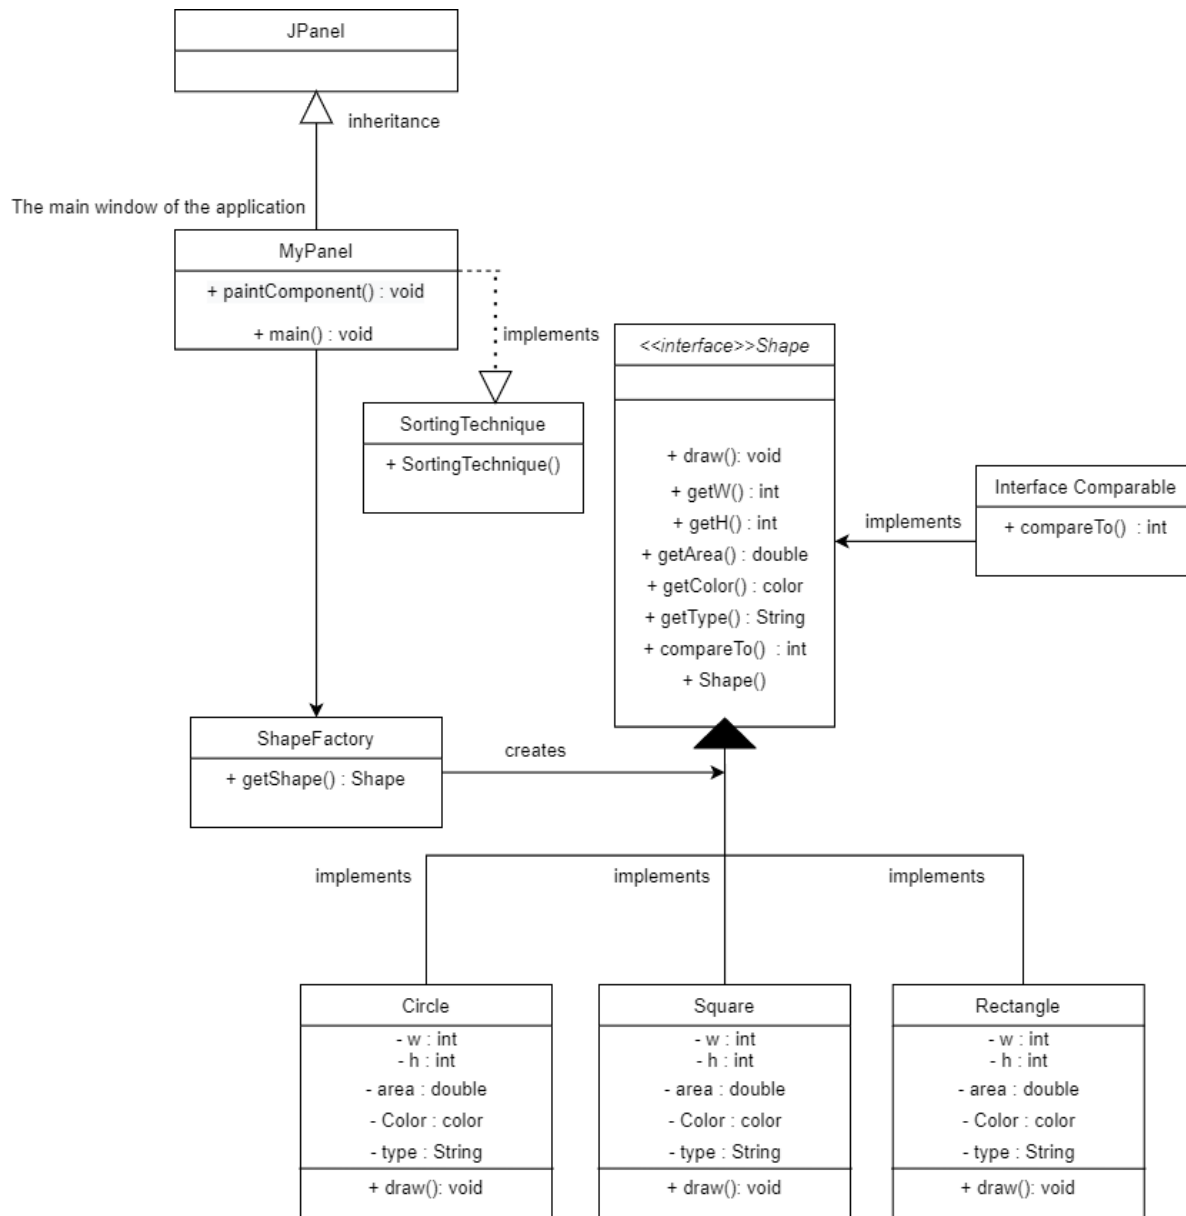 JPanel
inheritance
The main window of the application
MyPanel
+ paintComponent() : void
+ main() : void
implements
SortingTechnique
+ SortingTechnique()
<<interface>>Shape
+ draw(): void
+ getW() : int
+ getH() : int
+ getArea() : double
+ getColor() : color
+ getType() : String
+ compareTo() : int
+ Shape()
implements
Interface Comparable
+ compareTo() : int
ShapeFactory
+ getShape() : Shape
creates
implements
implements
implements
Circle
- w : int
- h : int
- area : double
- Color : color
- type : String
+ draw(): void
Square
- w : int
- h : int
- area : double
- Color : color
- type : String
+ draw(): void
Rectangle
- w : int
- h : int
- area : double
- Color : color
- type : String
+ draw(): void